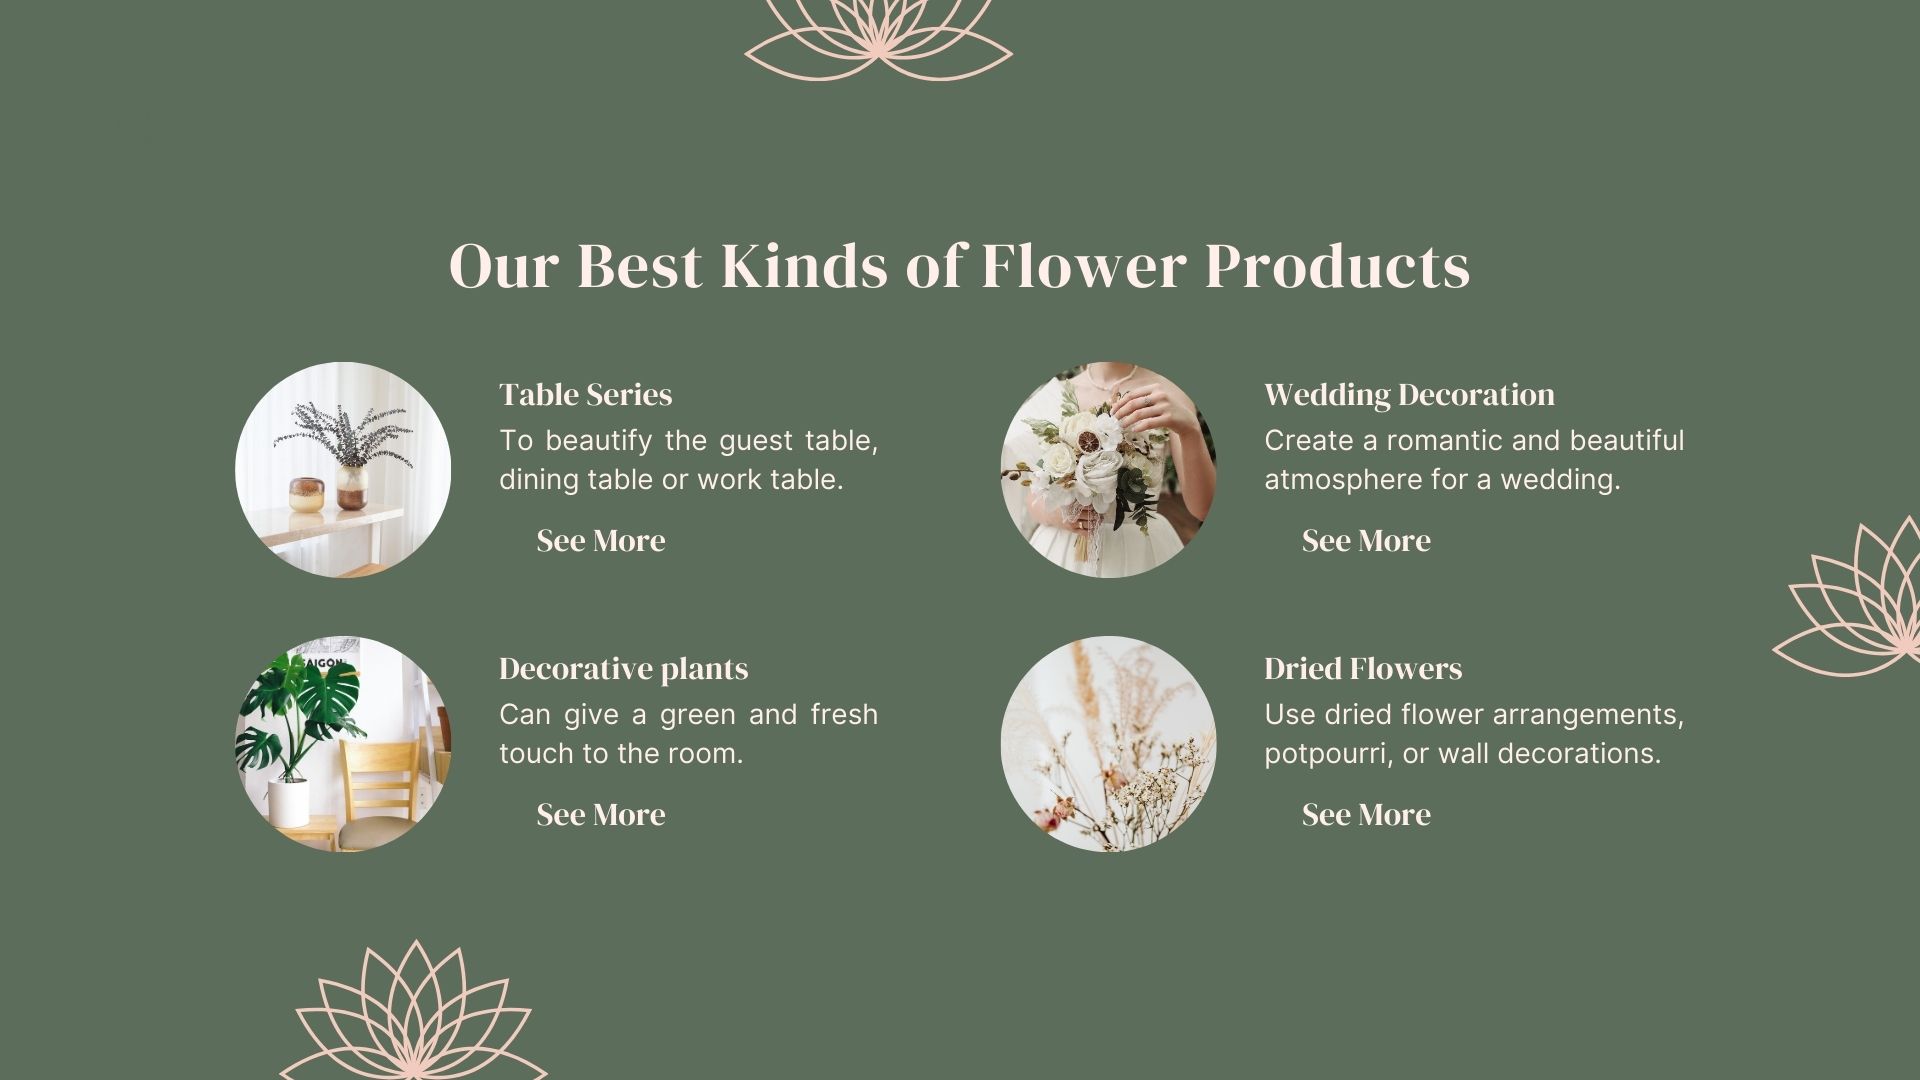 Our Best Kinds of Flower Products
Table Series
To beautify the guest table,
dining table or work table.
See More
Wedding Decoration
Create a romantic and beautiful
atmosphere for a wedding.
See More
SAIGON
Decorative plants
Can give a green and fresh
touch to the room.
See More
Dried Flowers
Use dried flower arrangements,
potpourri, or wall decorations.
See More